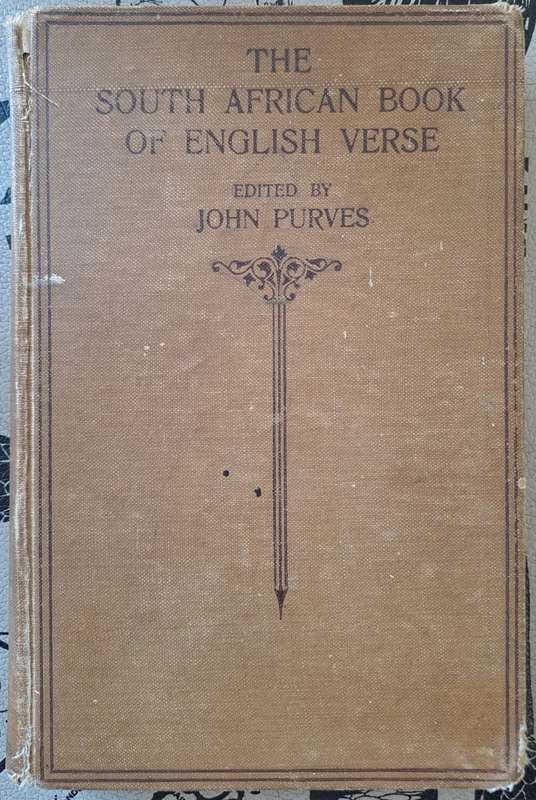 THE
SOUTH AFRICAN BOOK
OF ENGLISH VERSE
EDITED BY
JOHN PURVES